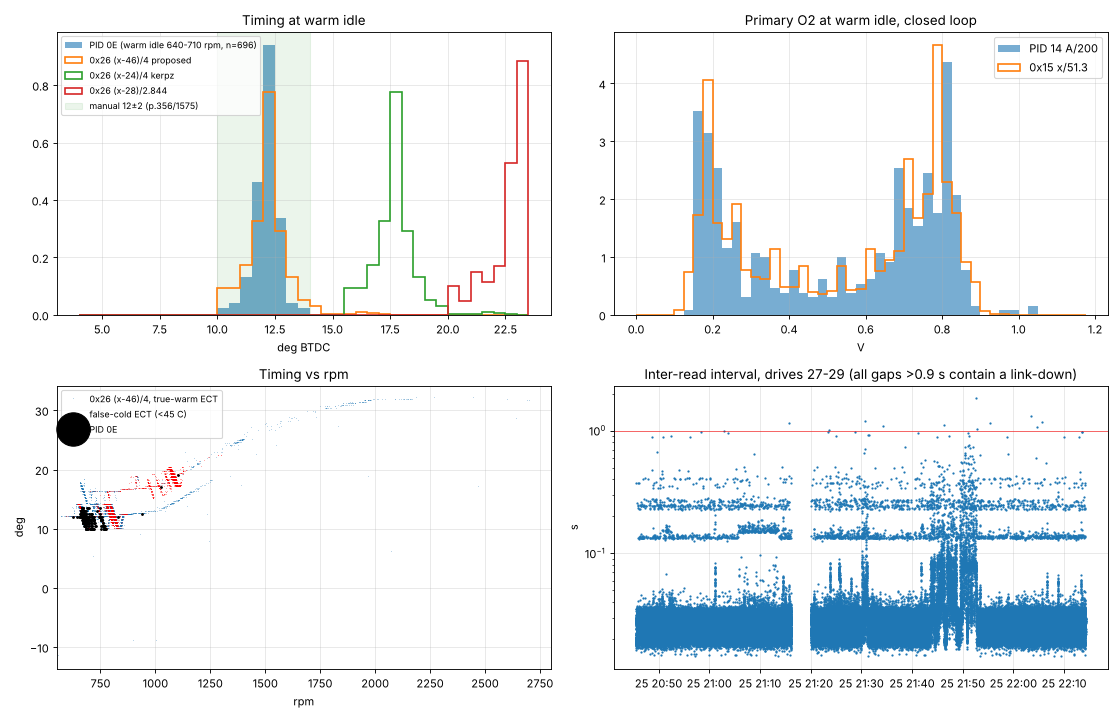 Timing at warm idle
PID 0E (warm idle 640-710 rpm, n=696)
0x26 (x-46)/4 proposed
0x26 (x-24)/4 kerpz
0x26 (x-28)/2.844
manual 12±2 (p.356/1575)
0.8
0.6
0.4
0.2
0.0
5.0 7.5 10.0 12.5 15.0 17.5 20.0 22.5
deg BTDC
Primary O2 at warm idle, closed loop
PID 14 A/200
0x15 x/51.3
4
3
2
1
0
0.0 0.2 0.4 0.6 0.8 1.0 1.2
V
Timing vs rpm
0x26 (x-46)/4, true-warm ECT
false-cold ECT (<45 C)
PID 0E
30
20
10
0
−10
deg
750 1000 1250 1500 1750 2000 2250 2500 2750
rpm
Inter-read interval, drives 27-29 (all gaps >0.9 s contain a link-down)
10⁰
10⁻¹
s
25 20:50 25 21:00 25 21:10 25 21:20 25 21:30 25 21:40 25 21:50 25 22:00 25 22:10